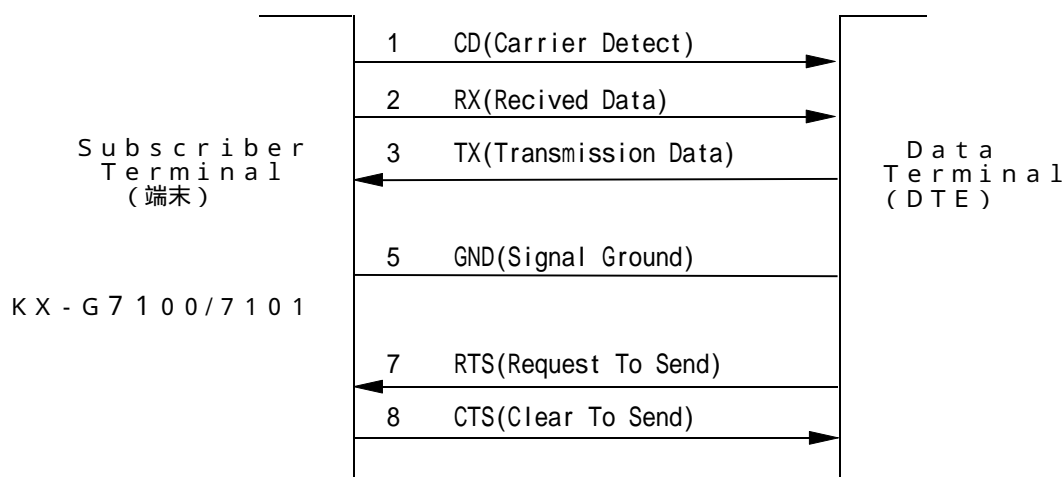 1 CD(Carrier Detect)
2 RX(Recived Data)
3 TX(Transmission Data)
Subscriber
Terminal
(端末)
Data
Terminal
(DTE)
5 GND(Signal Ground)
KX-G7100/7101
7 RTS(Request To Send)
8 CTS(Clear To Send)